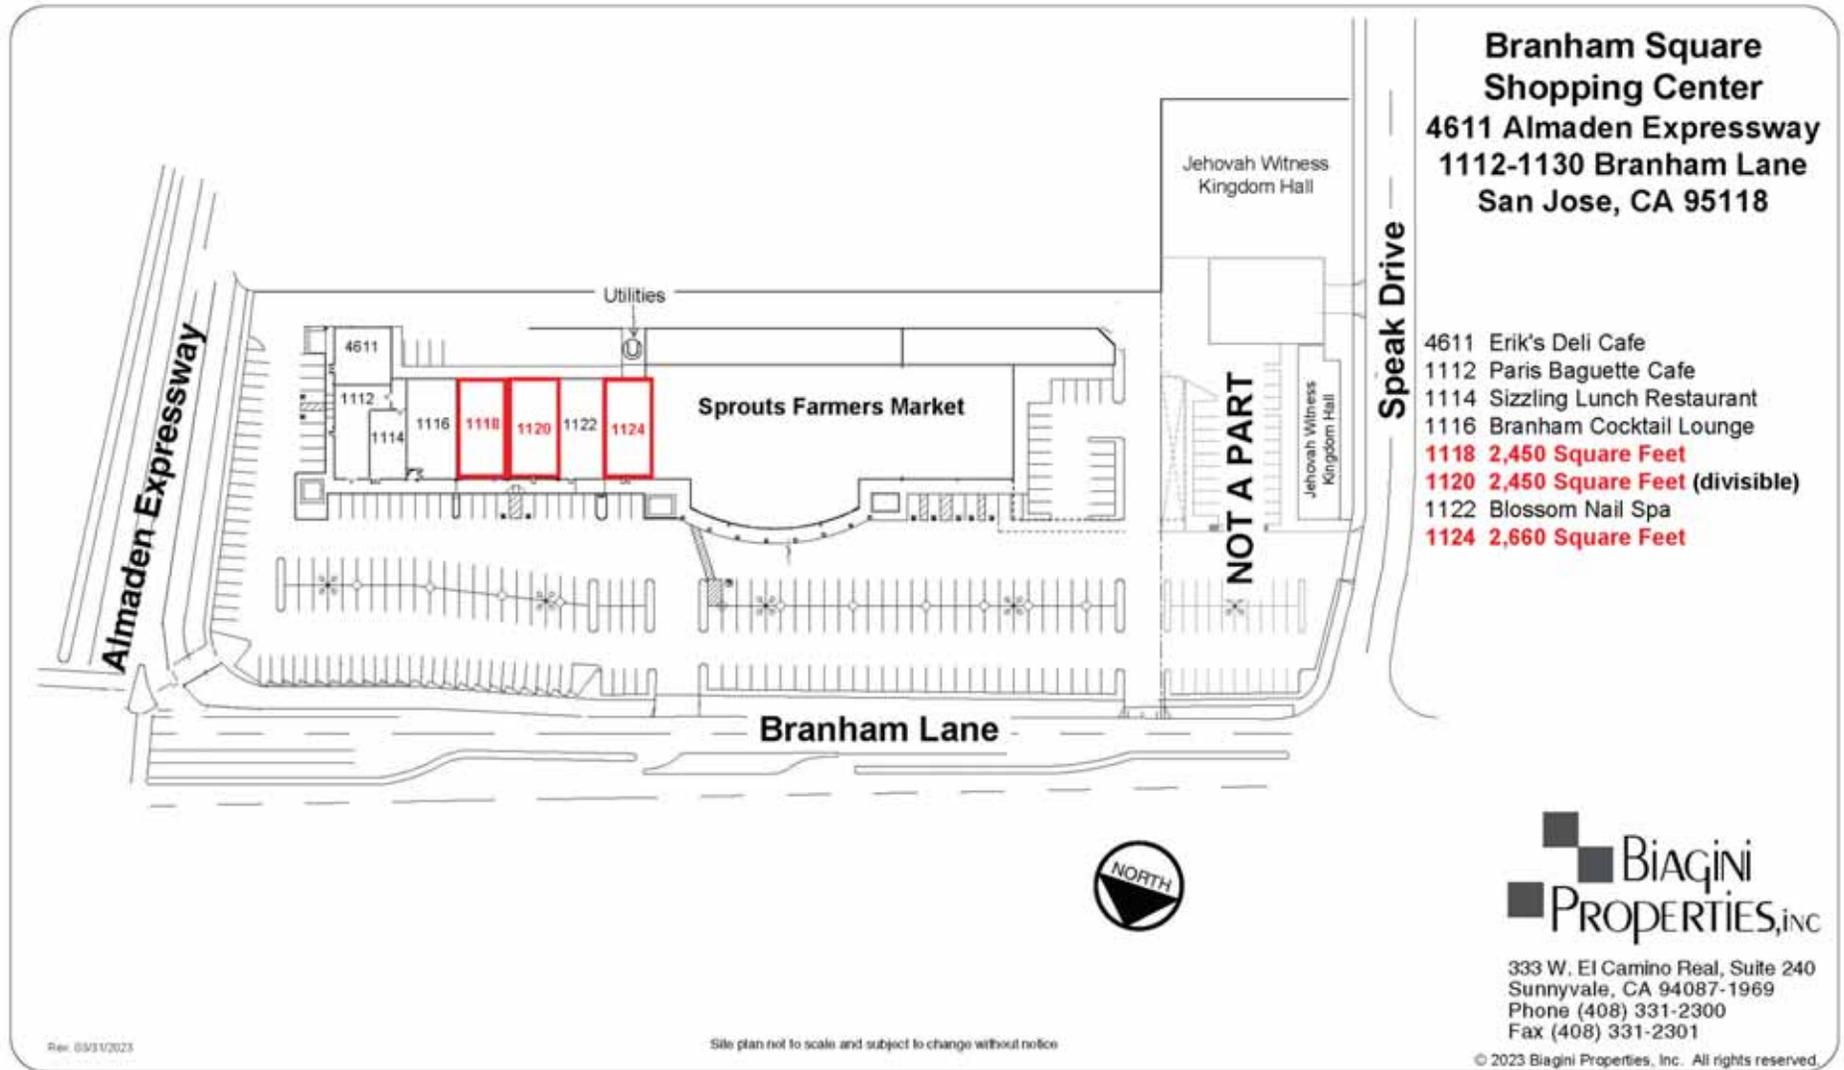 Branham Square
Shopping Center
4611 Almaden Expressway
1112-1130 Branham Lane
San Jose, CA 95118
Jehovah Witness
Kingdom Hall
Speak Drive
Utilities
4611
1112
1114
1116
1118
1120
1122
1124
Sprouts Farmers Market
Almaden Expressway
NOT A PART
Jehovah Witness
Kingdom Hall
4611 Erik's Deli Cafe
1112 Paris Baguette Cafe
1114 Sizzling Lunch Restaurant
1116 Branham Cocktail Lounge
1118 2,450 Square Feet
1120 2,450 Square Feet (divisible)
1122 Blossom Nail Spa
1124 2,660 Square Feet
Branham Lane
NORTH
BiAGiNi
PROPERTiES,iNC
333 W. El Camino Real, Suite 240
Sunnyvale, CA 94087-1969
Phone (408) 331-2300
Fax (408) 331-2301
Rev. 03/31/2023
Site plan not to scale and subject to change without notice
© 2023 Biagini Properties, Inc. All rights reserved.